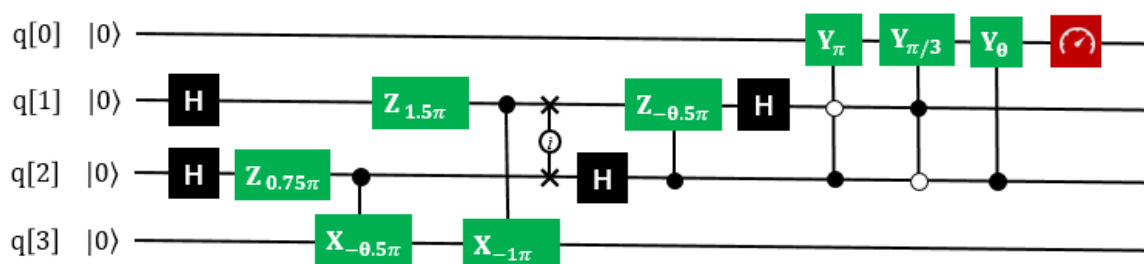 q[0] |0⟩ Y_π Y_π/3 Y_θ
q[1] |0⟩ H Z_1.5π Z_−θ.5π H
i
q[2] |0⟩ H Z_0.75π H
q[3] |0⟩ X_−θ.5π X_−1π